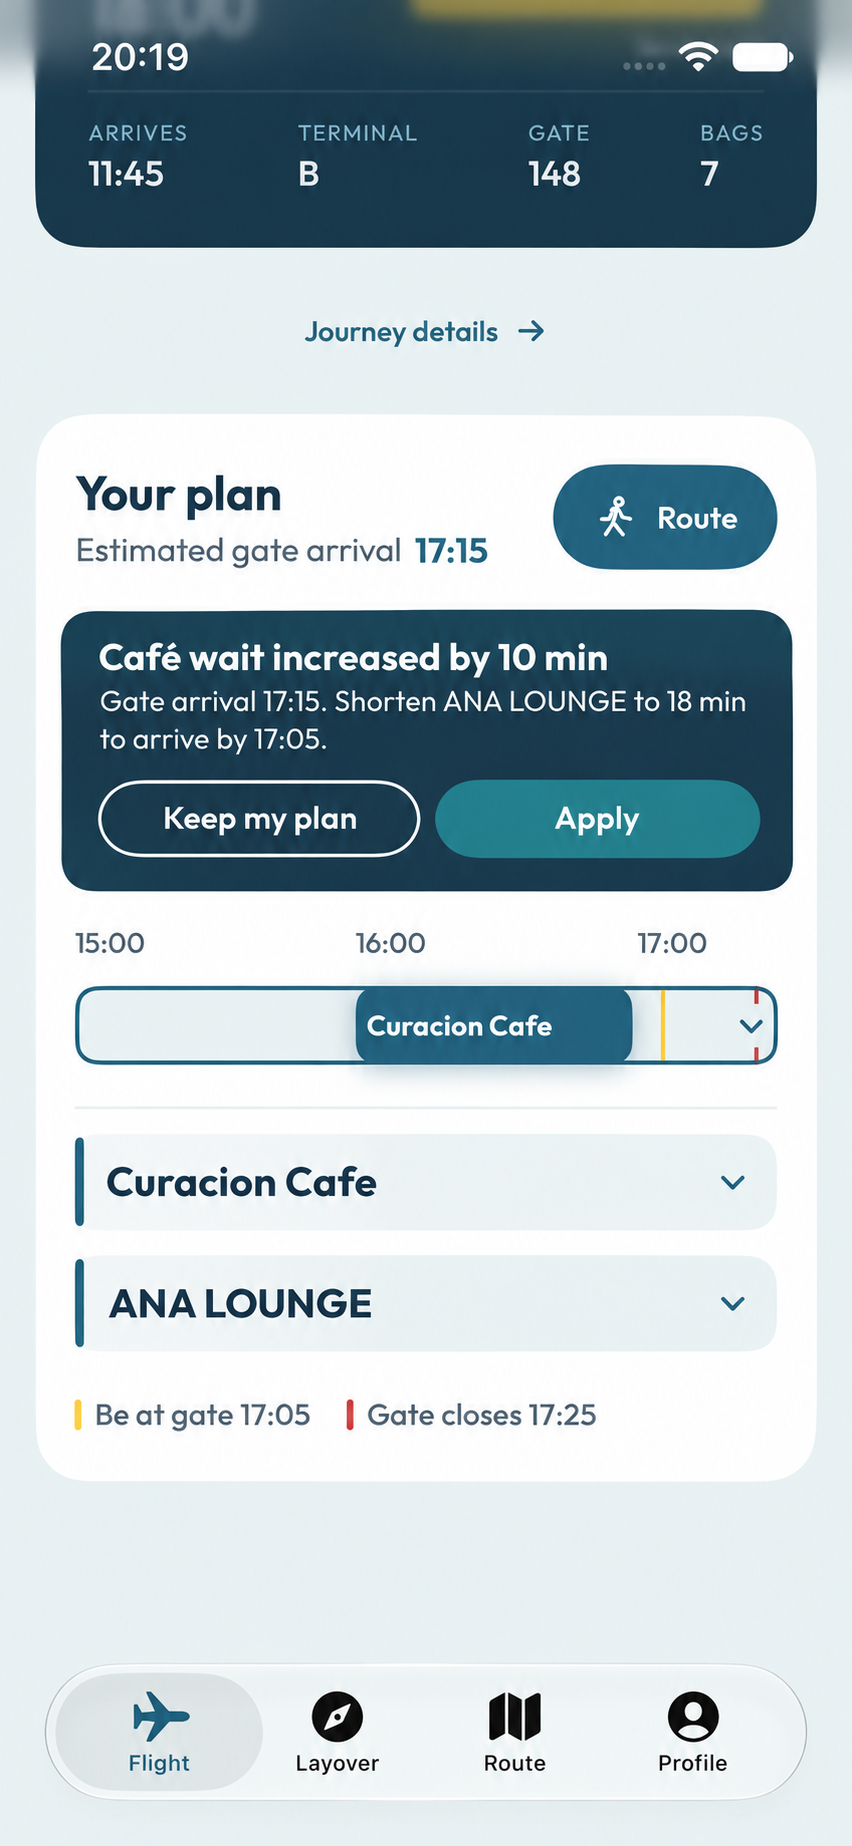 18:00
20:19
ARRIVES TERMINAL GATE BAGS
11:45 B 148 7
Journey details
Your plan
Route
Estimated gate arrival 17:15
Café wait increased by 10 min
Gate arrival 17:15. Shorten ANA LOUNGE to 18 min
to arrive by 17:05.
Keep my plan Apply
15:00 16:00 17:00
Curacion Cafe
Curacion Cafe
ANA LOUNGE
Be at gate 17:05 Gate closes 17:25
Flight Layover Route Profile